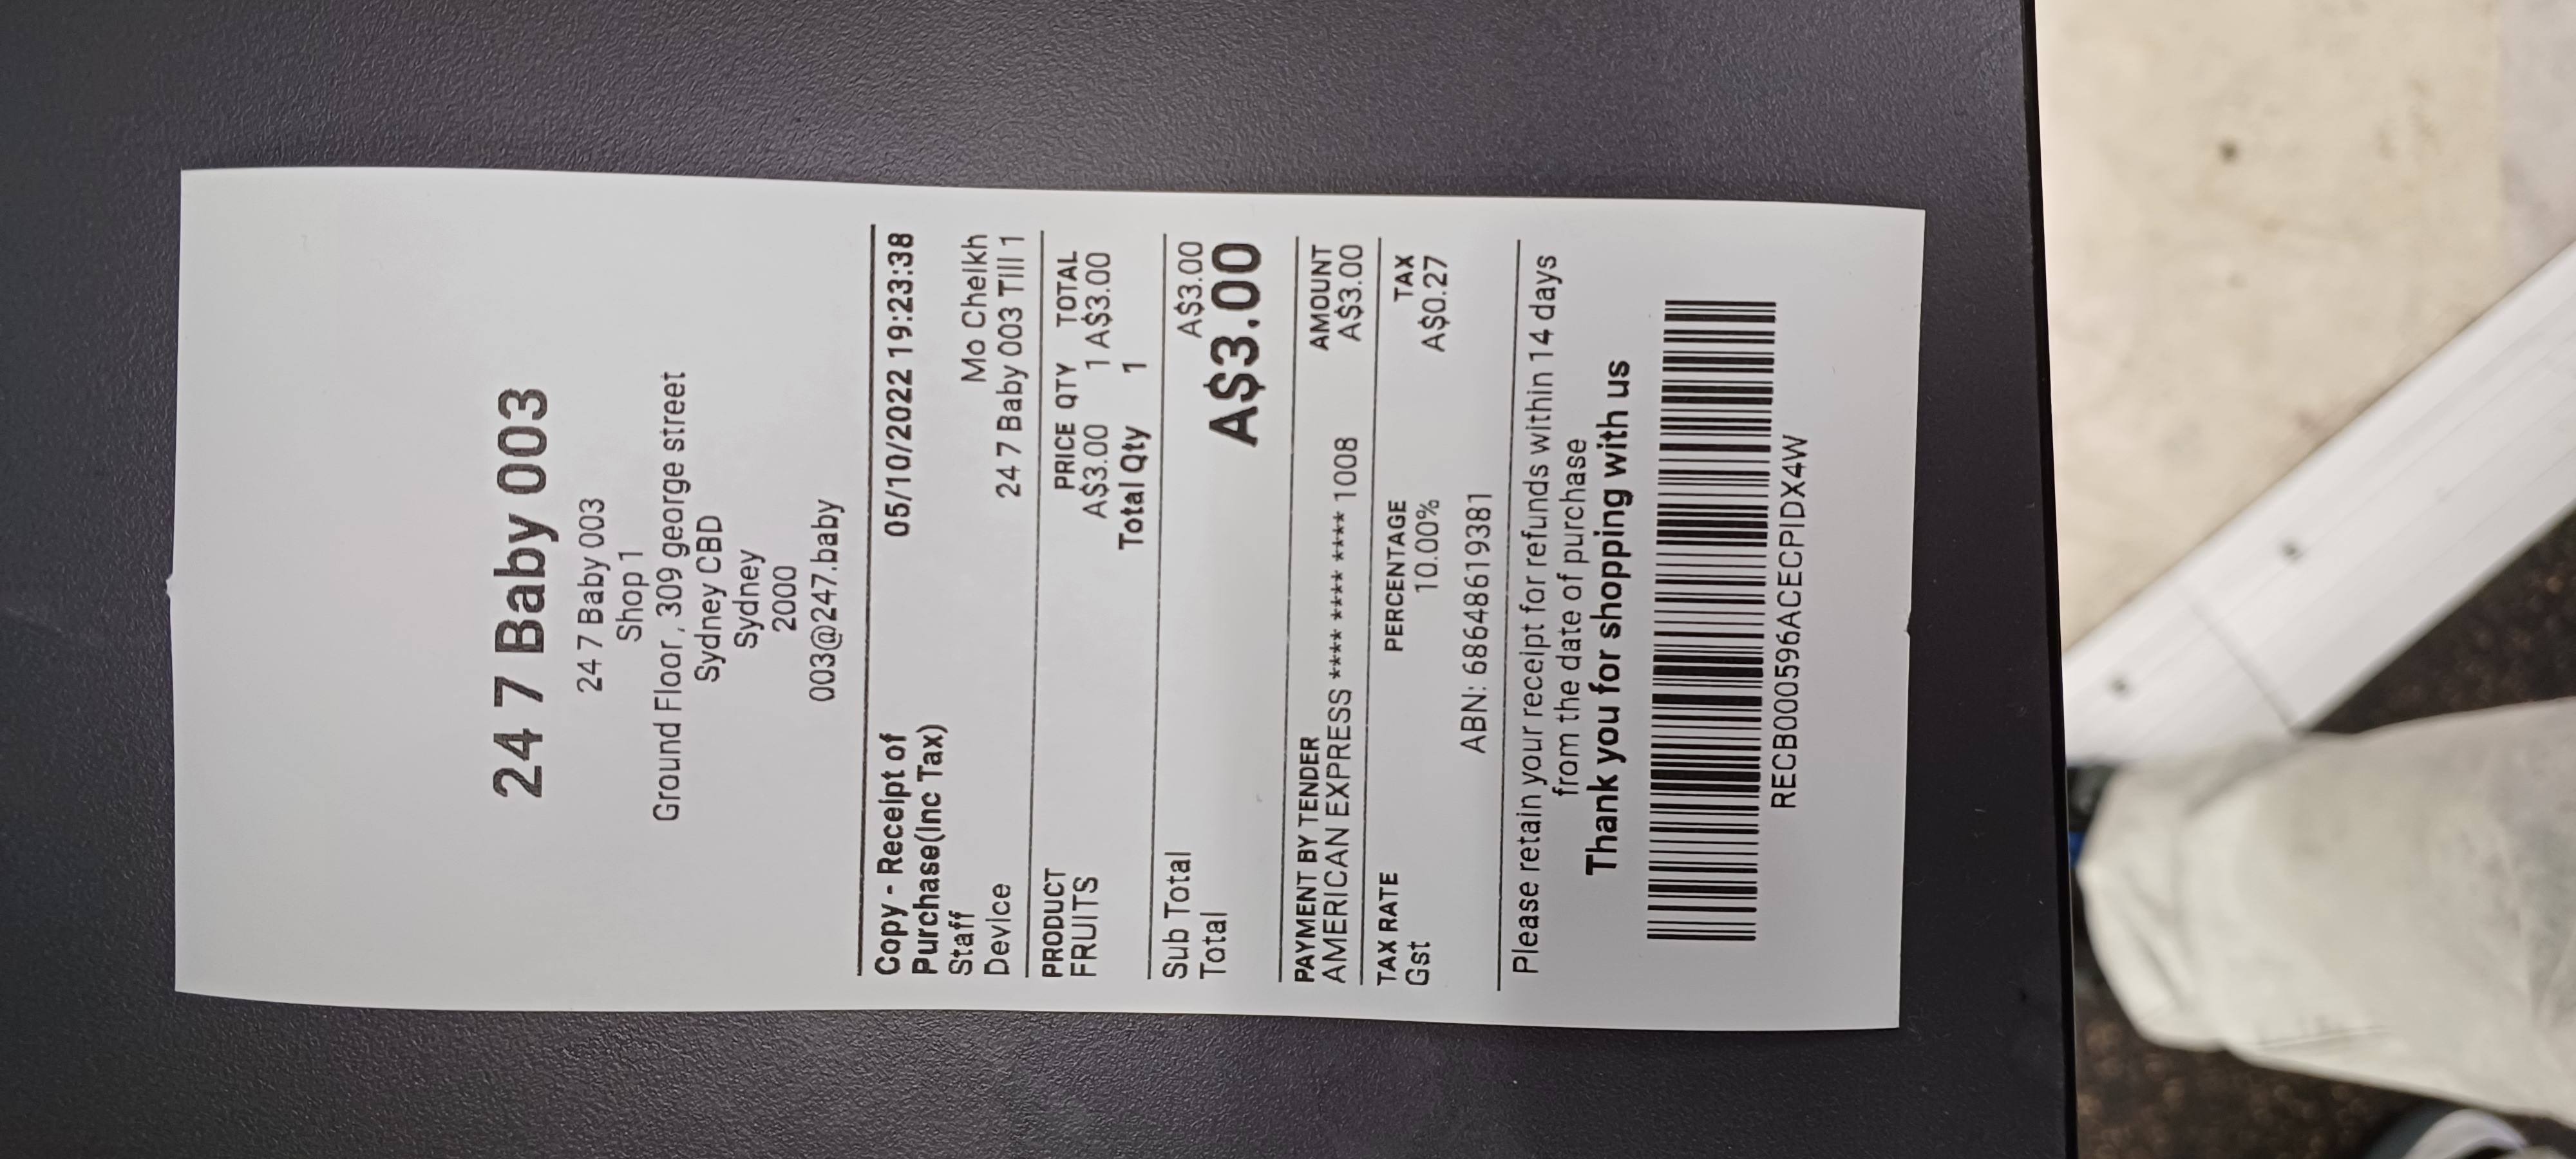 24 7 Baby 003
24 7 Baby 003
Shop 1
Ground Floor , 309 george street
Sydney CBD
Sydney
2000
003@247.baby
Copy - Receipt of Purchase(Inc Tax) 05/10/2022 19:23:38
Staff Mo Cheikh
Device 24 7 Baby 003 Till 1
PRODUCT PRICE QTY TOTAL
FRUITS A$3.00 1 A$3.00
Total Qty 1
Sub Total A$3.00
Total A$3.00
PAYMENT BY TENDER AMOUNT
AMERICAN EXPRESS **** **** **** 1008 A$3.00
TAX RATE PERCENTAGE TAX
Gst 10.00% A$0.27
ABN: 68648619381
Please retain your receipt for refunds within 14 days
from the date of purchase
Thank you for shopping with us
RECB000596ACECPIDX4W